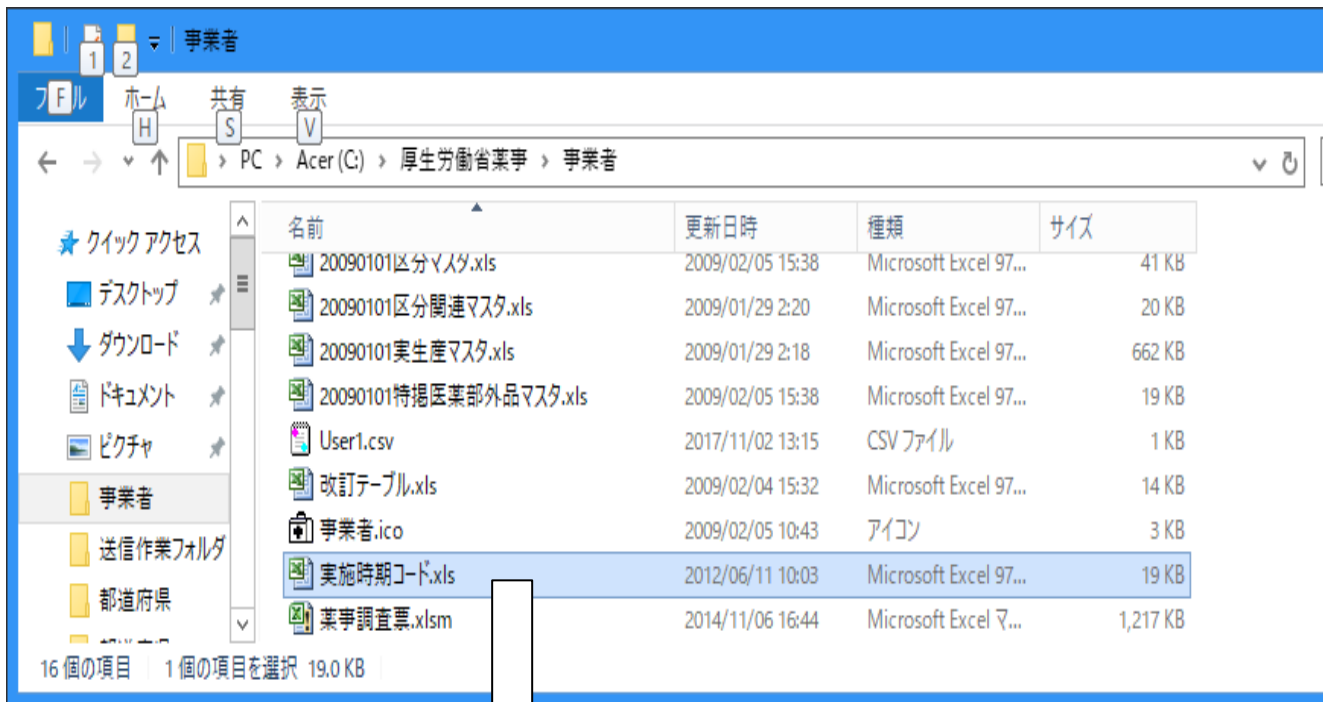 1 2 事業者
フ F ル ホーム 共有 表示
H S V
PC › Acer (C:) › 厚生労働省薬事 › 事業者
名前 更新日時 種類 サイズ
クイック アクセス
デスクトップ
ダウンロード
ドキュメント
ピクチャ
事業者
送信作業フォルダ
都道府県
20090101区分マスタ.xls 2009/02/05 15:38 Microsoft Excel 97... 41 KB
20090101区分関連マスタ.xls 2009/01/29 2:20 Microsoft Excel 97... 20 KB
20090101実生産マスタ.xls 2009/01/29 2:18 Microsoft Excel 97... 662 KB
20090101特掲医薬部外品マスタ.xls 2009/02/05 15:38 Microsoft Excel 97... 19 KB
User1.csv 2017/11/02 13:15 CSV ファイル 1 KB
改訂テーブル.xls 2009/02/04 15:32 Microsoft Excel 97... 14 KB
事業者.ico 2009/02/05 10:43 アイコン 3 KB
実施時期コード.xls 2012/06/11 10:03 Microsoft Excel 97... 19 KB
薬事調査票.xlsm 2014/11/06 16:44 Microsoft Excel マ... 1,217 KB
16 個の項目 1 個の項目を選択 19.0 KB